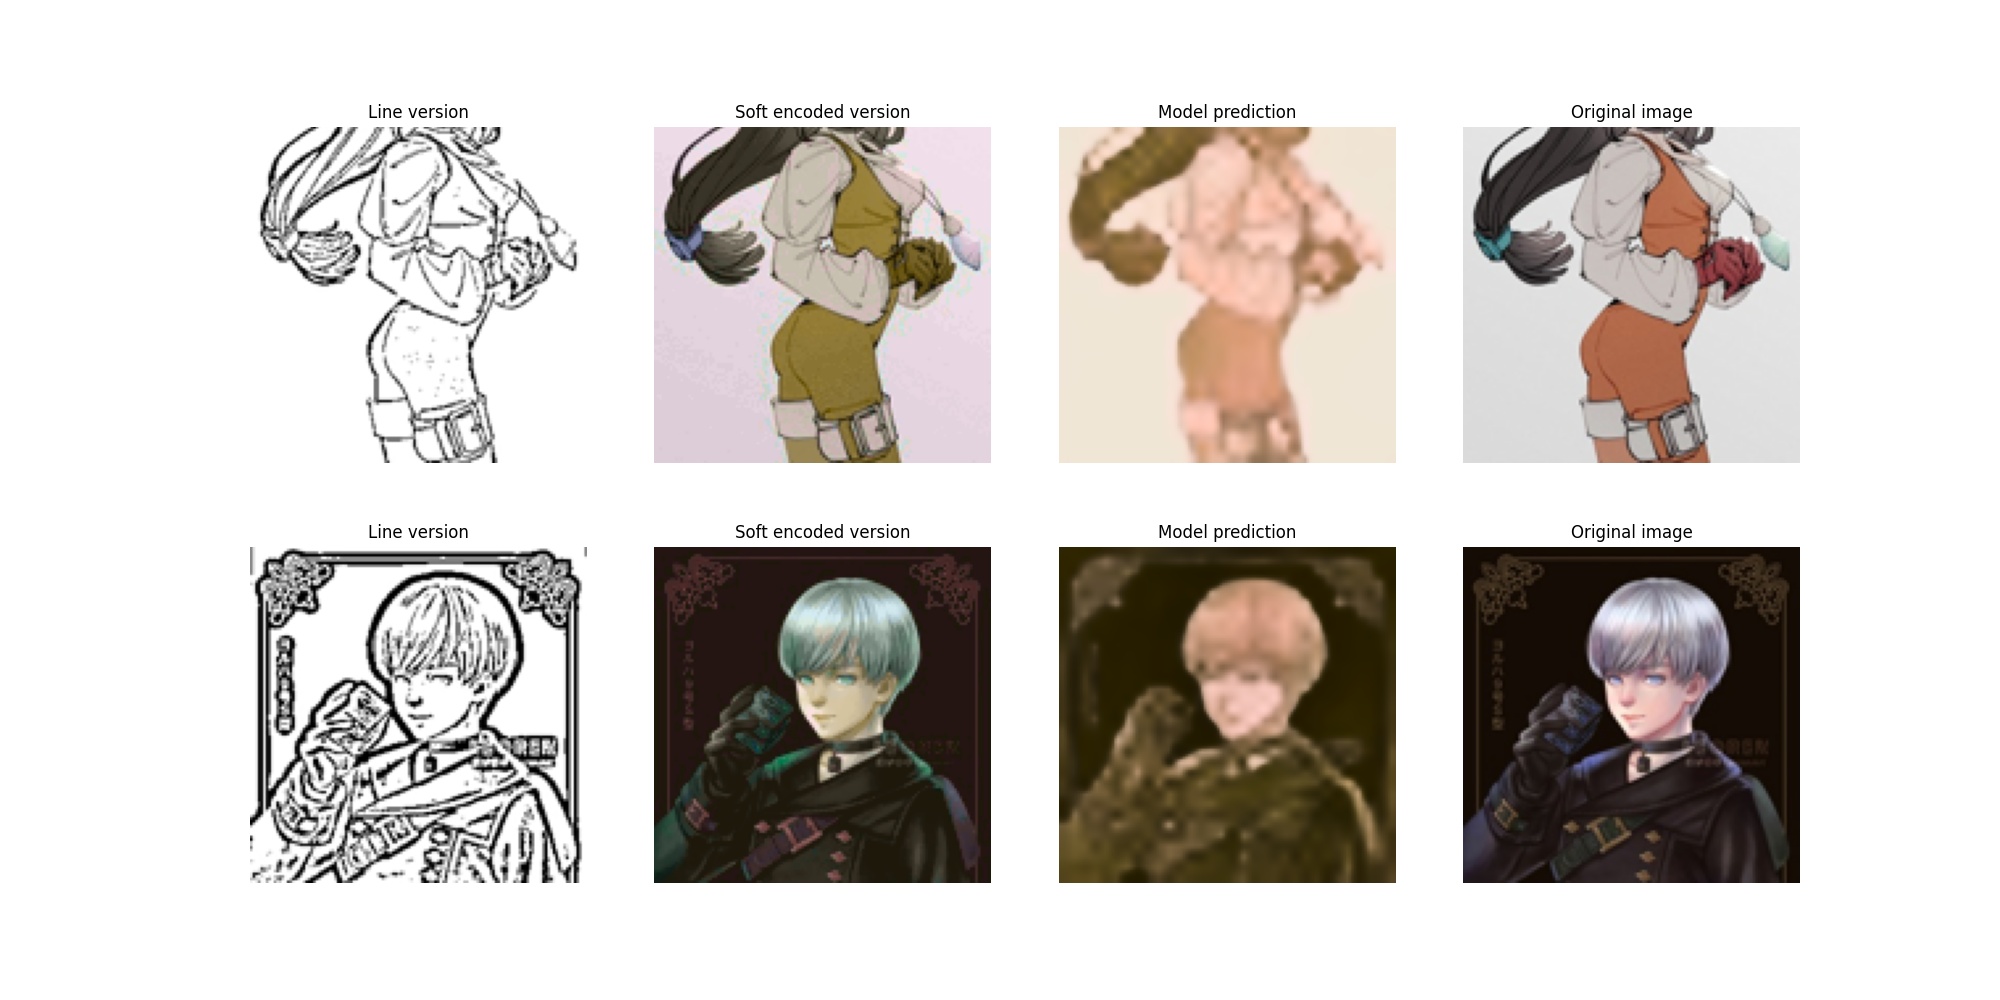 Line version
Soft encoded version
Model prediction
Original image
Line version
Soft encoded version
Model prediction
Original image